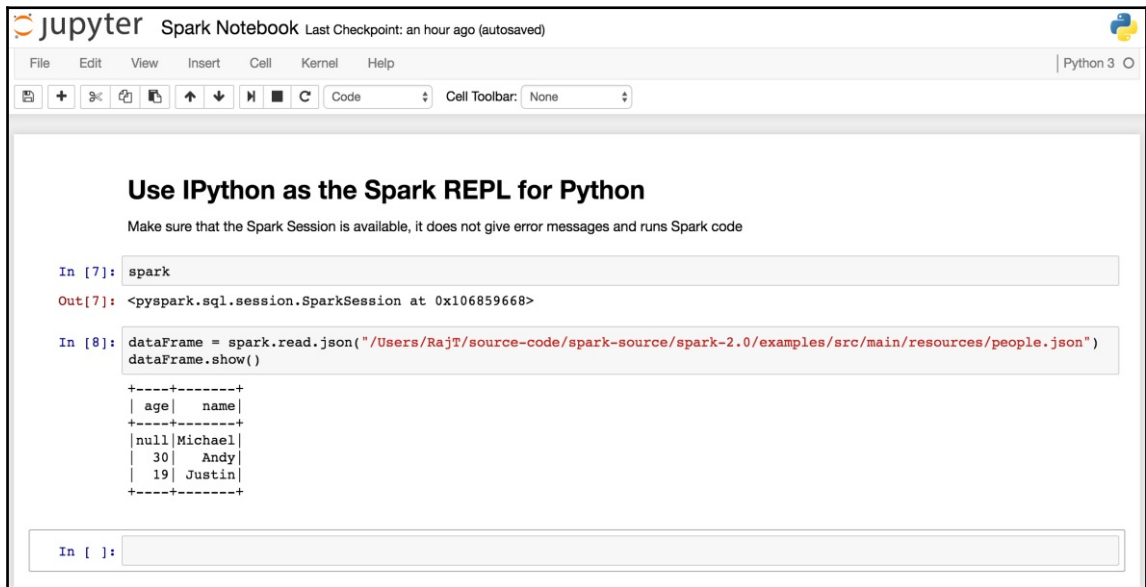 jupyter Spark Notebook Last Checkpoint: an hour ago (autosaved)
File Edit View Insert Cell Kernel Help Python 3
Code Cell Toolbar: None
Use IPython as the Spark REPL for Python
Make sure that the Spark Session is available, it does not give error messages and runs Spark code
In [7]: spark
Out[7]: <pyspark.sql.session.SparkSession at 0x106859668>
In [8]: dataFrame = spark.read.json("/Users/RajT/source-code/spark-source/spark-2.0/examples/src/main/resources/people.json")
dataFrame.show()
+----+-------+
| age|   name|
+----+-------+
|null|Michael|
|  30|   Andy|
|  19| Justin|
+----+-------+
In [ ]: